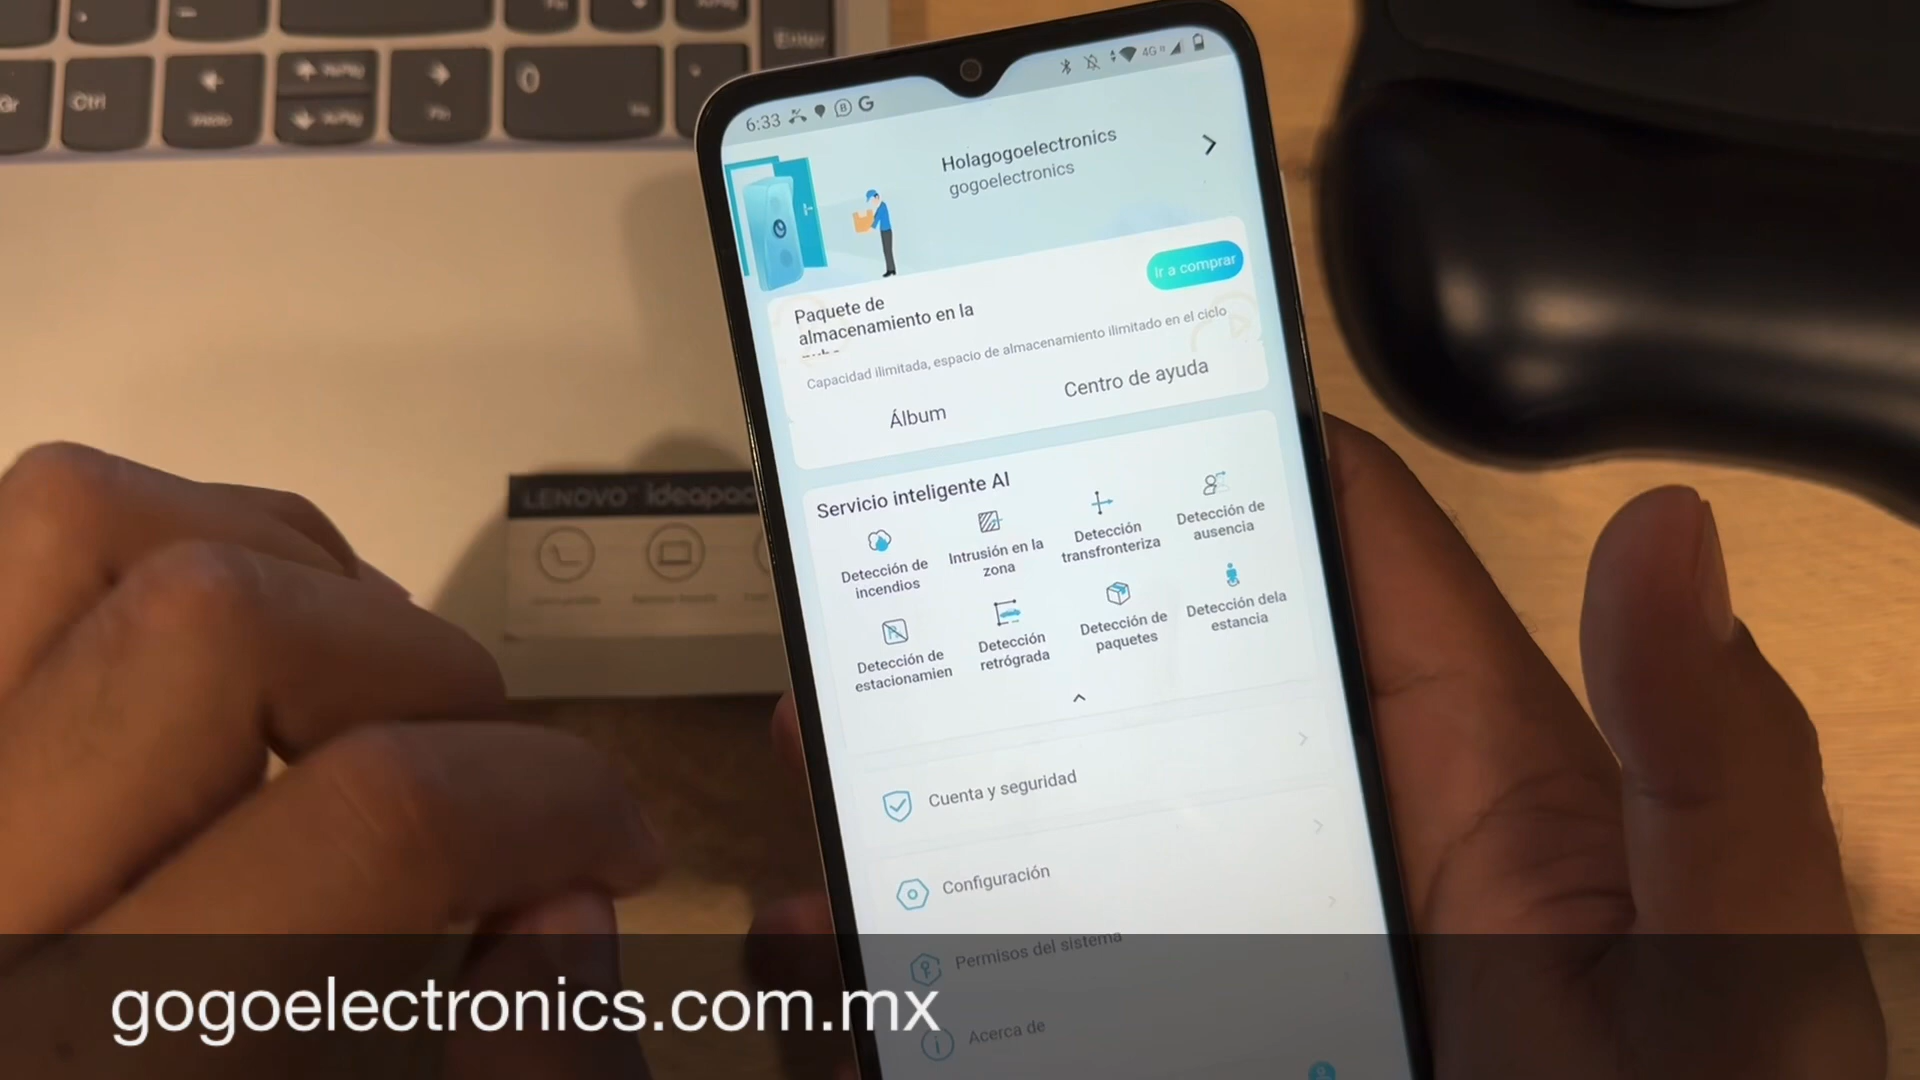 Enter
Ctrl
Inicio
Fin
6:33
4G
Holagogoelectronics
gogoelectronics
Paquete de
almacenamiento en la
Ir a comprar
Capacidad ilimitada, espacio de almacenamiento ilimitado en el ciclo
Álbum
Centro de ayuda
LENOVO ideapad
Servicio inteligente AI
Detección de
incendios
Intrusión en la
zona
Detección
transfronteriza
Detección de
ausencia
Detección de
estacionamien
Detección
retrógrada
Detección de
paquetes
Detección dela
estancia
Cuenta y seguridad
Configuración
Permisos del sistema
Acerca de
gogoelectronics.com.mx